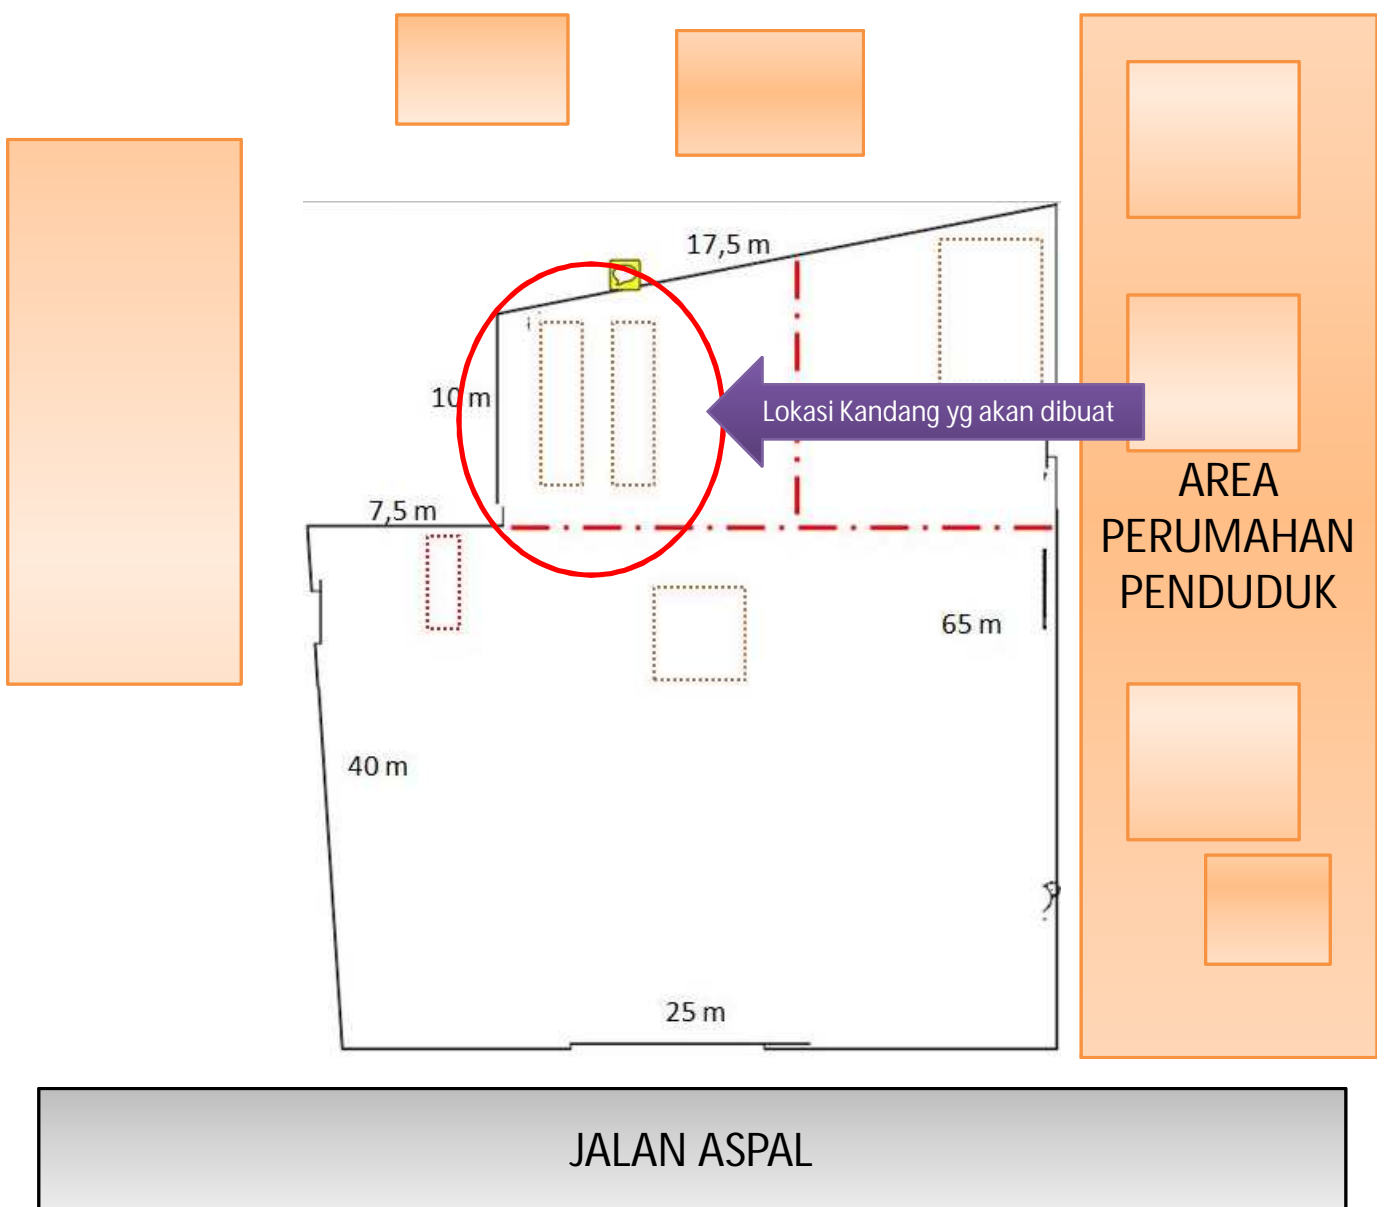 17,5 m
10 m
Lokasi Kandang yg akan dibuat
7,5 m
AREA
PERUMAHAN
PENDUDUK
65 m
40 m
25 m
JALAN ASPAL